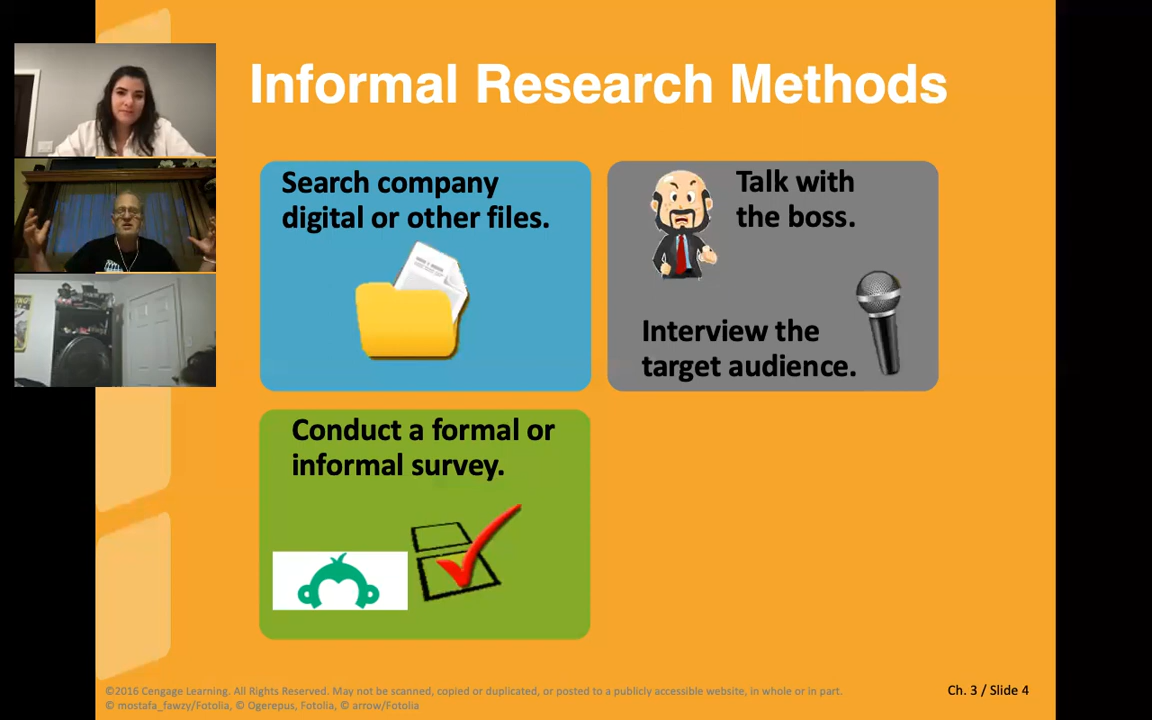 Informal Research Methods
Search company
digital or other files.
Talk with
the boss.
Interview the
target audience.
Conduct a formal or
informal survey.
©2016 Cengage Learning. All Rights Reserved. May not be scanned, copied or duplicated, or posted to a publicly accessible website, in whole or in part.
© mostafa_fawzy/Fotolia, © Ogerepus, Fotolia, © arrow/Fotolia
Ch. 3 / Slide 4